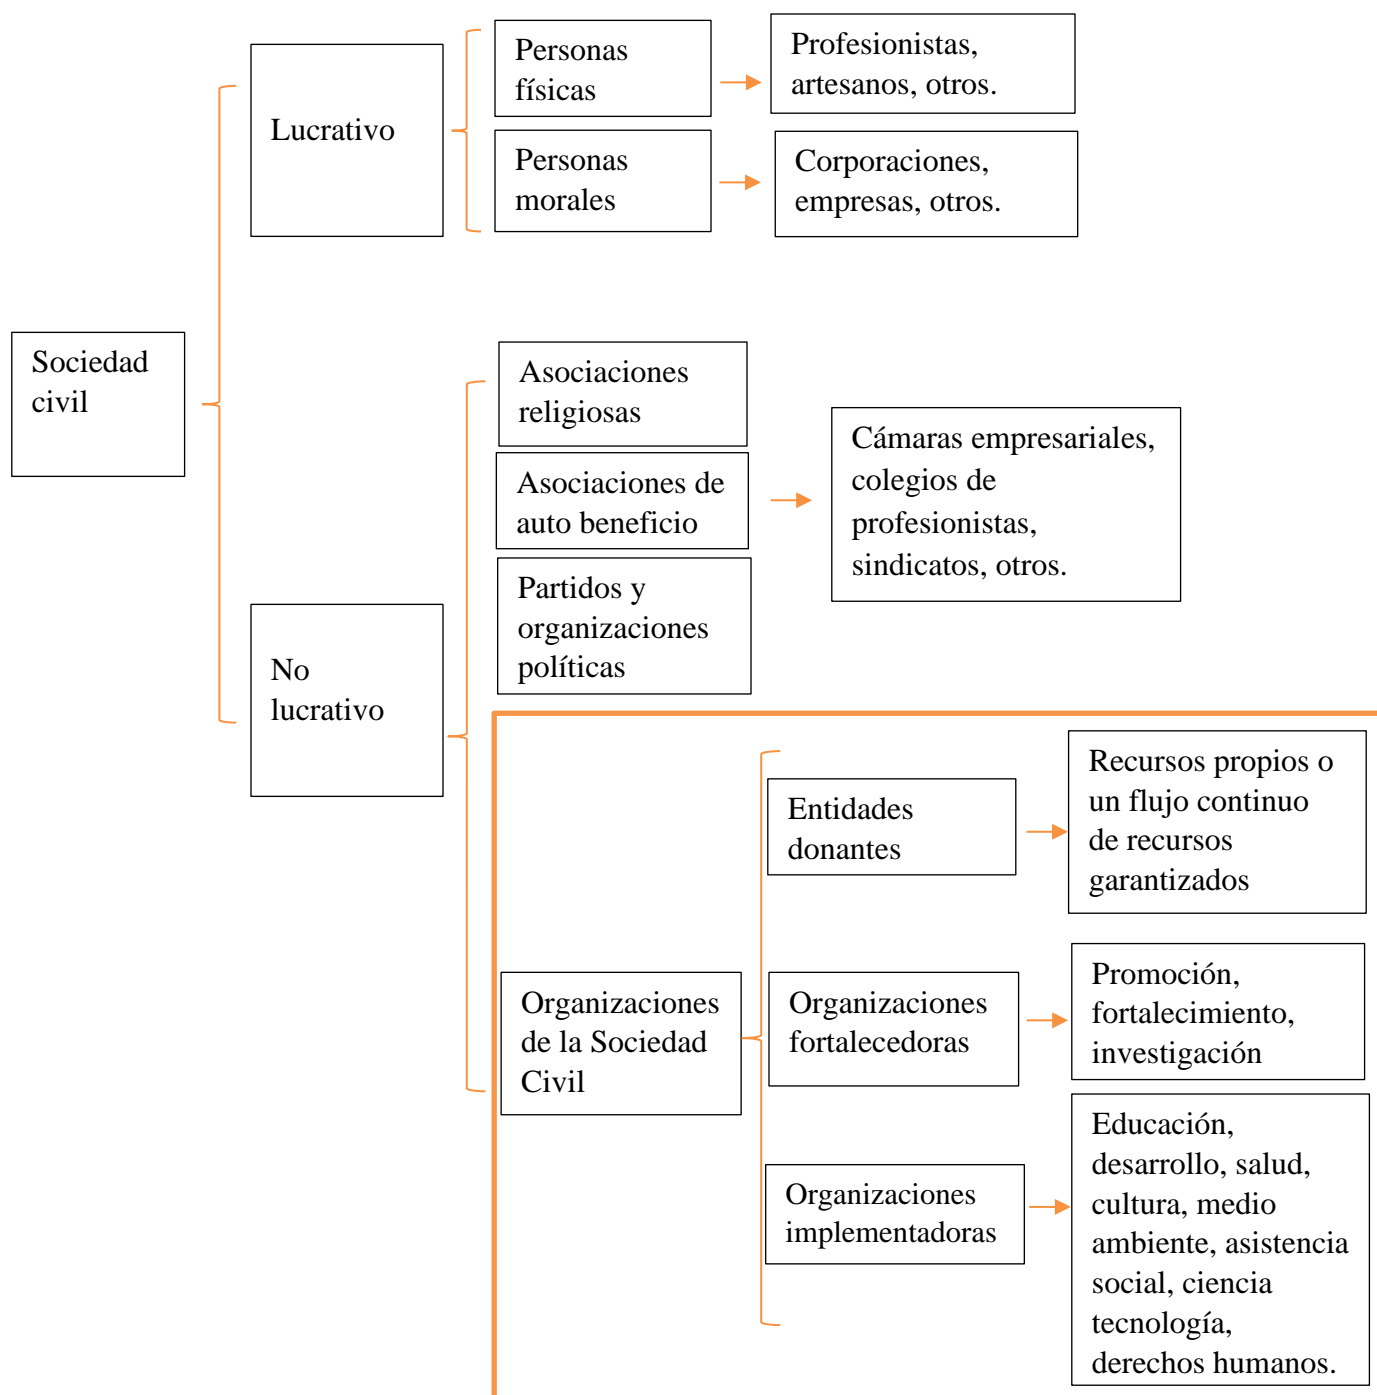 Sociedad
civil
Lucrativo
Personas
físicas
Profesionistas,
artesanos, otros.
Personas
morales
Corporaciones,
empresas, otros.
No
lucrativo
Asociaciones
religiosas
Asociaciones de
auto beneficio
Cámaras empresariales,
colegios de
profesionistas,
sindicatos, otros.
Partidos y
organizaciones
políticas
Organizaciones
de la Sociedad
Civil
Entidades
donantes
Recursos propios o
un flujo continuo
de recursos
garantizados
Organizaciones
fortalecedoras
Promoción,
fortalecimiento,
investigación
Organizaciones
implementadoras
Educación,
desarrollo, salud,
cultura, medio
ambiente, asistencia
social, ciencia
tecnología,
derechos humanos.